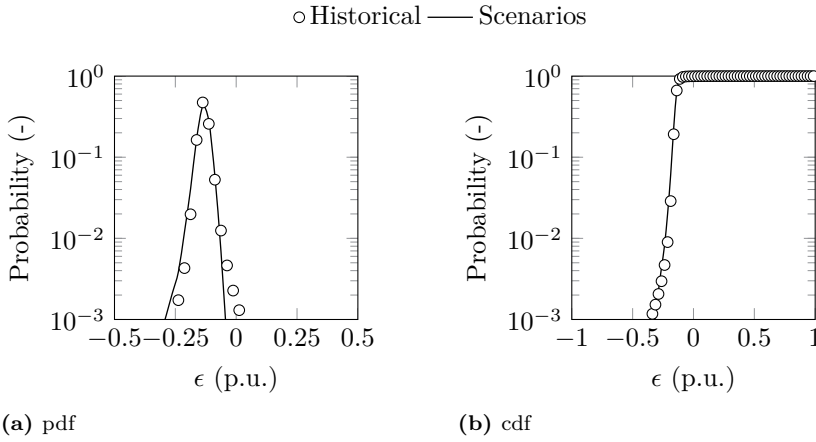 Historical Scenarios
10^0
10^-1
10^-2
10^-3
Probability (-)
-0.5 -0.25 0 0.25 0.5
ϵ (p.u.)
(a) pdf
10^0
10^-1
10^-2
10^-3
Probability (-)
-1 -0.5 0 0.5 1
ϵ (p.u.)
(b) cdf